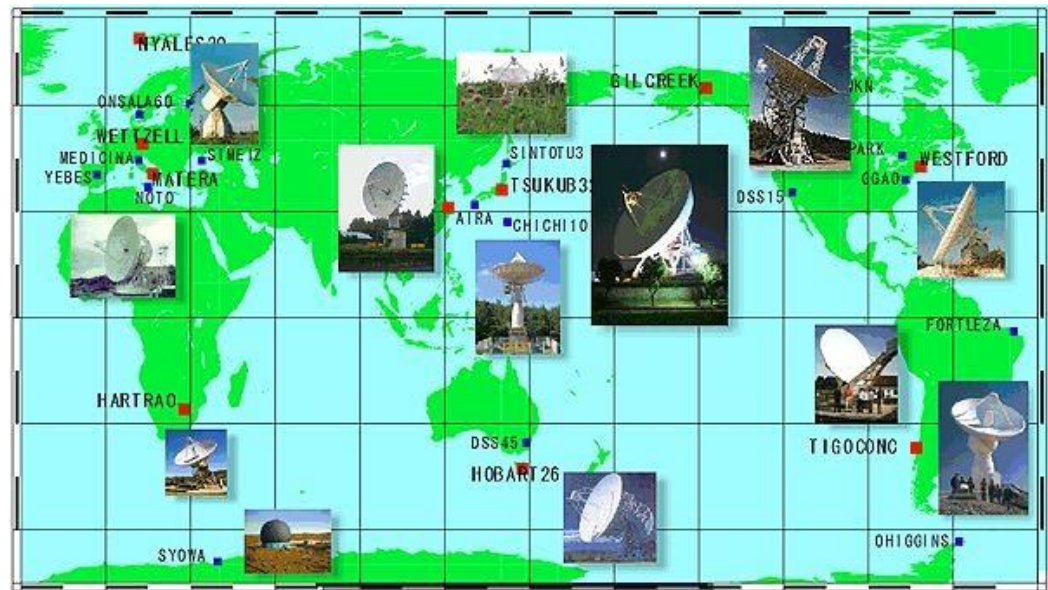 NYALES20
GILCREEK
ONSALA60
WETTZELL
MEDICINA
SIMEIZ
SINTOTU3
PARK
WESTFORD
YEBES
MATERA
TSUKUB32
GGAO
NOTO
DSS15
AIRA
CHICHI10
FORTLEZA
HARTRAO
DSS45
TIGOCONC
HOBART26
SYOWA
OHIGGINS